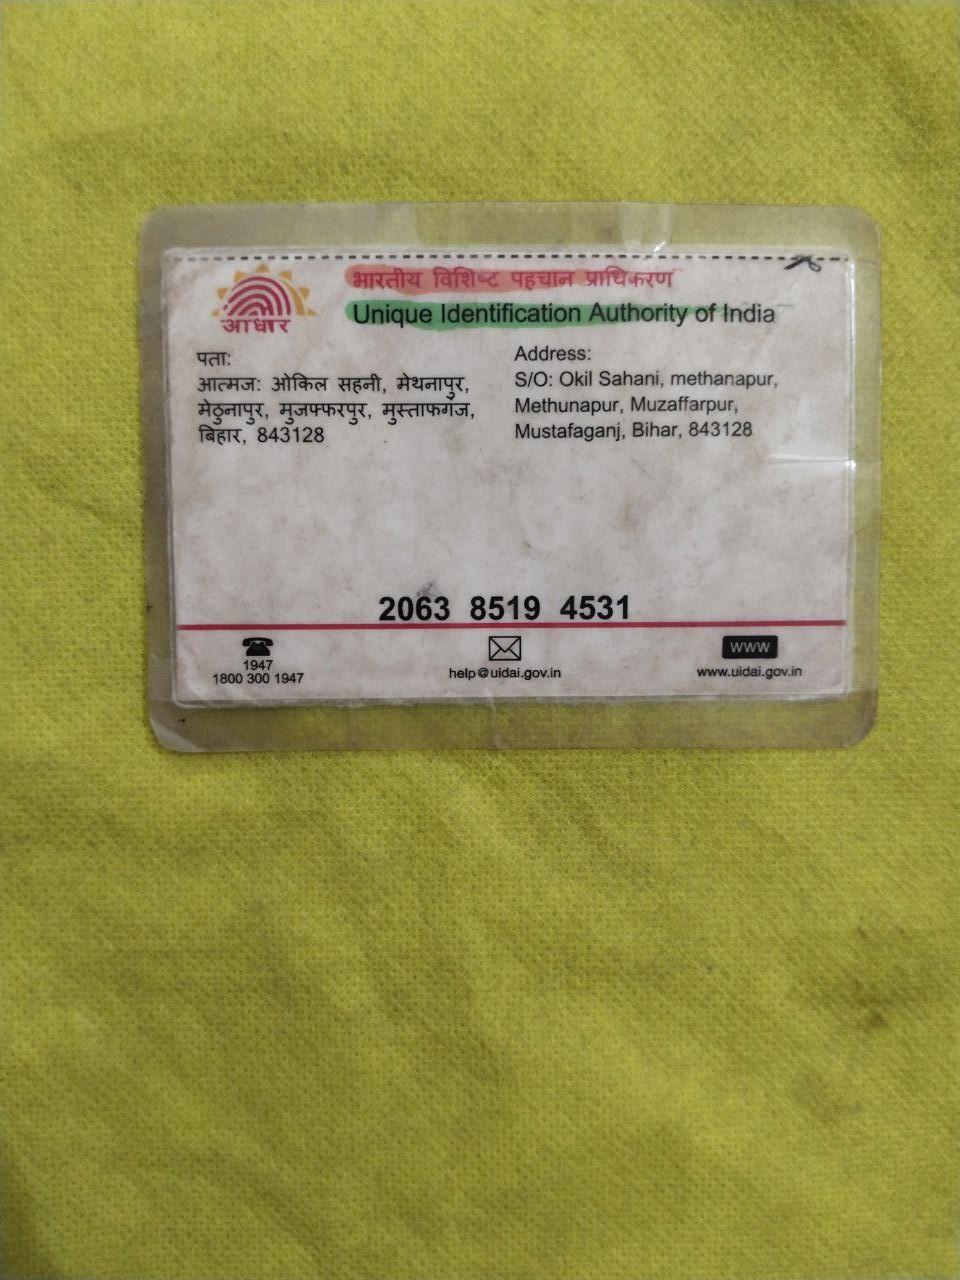 भारतीय विशिष्ट पहचान प्राधिकरण
Unique Identification Authority of India
आधार
पता:
आत्मज: ओकिल सहनी, मेथनापुर,
मेठुनापुर, मुजफ्फरपुर, मुस्ताफगंज,
बिहार, 843128
Address:
S/O: Okil Sahani, methanapur,
Methunapur, Muzaffarpur,
Mustafaganj, Bihar, 843128
2063 8519 4531
1947
1800 300 1947
help@uidai.gov.in
WWW
www.uidai.gov.in